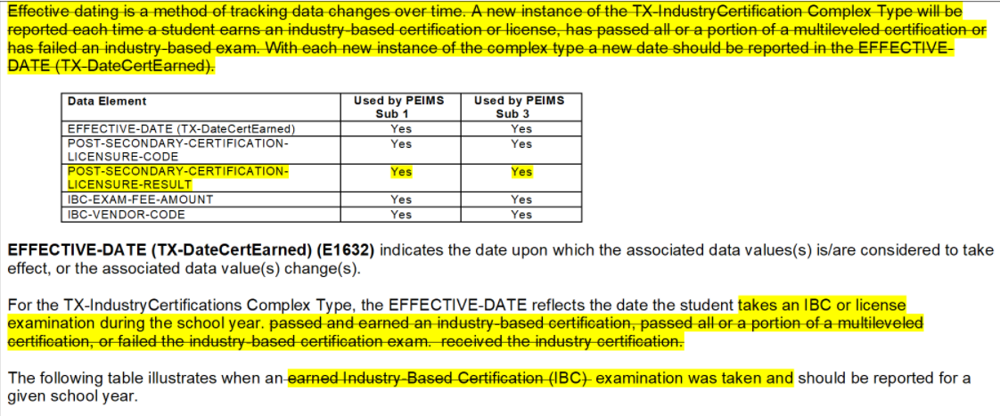 Effective dating is a method of tracking data changes over time. A new instance of the TX-IndustryCertification Complex Type will be
reported each time a student earns an industry-based certification or license, has passed all or a portion of a multileveled certification or
has failed an industry-based exam. With each new instance of the complex type a new date should be reported in the EFFECTIVE-
DATE (TX-DateCertEarned).
Data Element Used by PEIMS Sub 1 Used by PEIMS Sub 3
EFFECTIVE-DATE (TX-DateCertEarned) Yes Yes
POST-SECONDARY-CERTIFICATION- Yes Yes
LICENSURE-CODE
POST-SECONDARY-CERTIFICATION- Yes Yes
LICENSURE-RESULT
IBC-EXAM-FEE-AMOUNT Yes Yes
IBC-VENDOR-CODE Yes Yes
EFFECTIVE-DATE (TX-DateCertEarned) (E1632) indicates the date upon which the associated data values(s) is/are considered to take
effect, or the associated data value(s) change(s).
For the TX-IndustryCertifications Complex Type, the EFFECTIVE-DATE reflects the date the student takes an IBC or license
examination during the school year. passed and earned an industry-based certification, passed all or a portion of a multileveled
certification, or failed the industry-based certification exam. received the industry certification.
The following table illustrates when an earned Industry-Based Certification (IBC) examination was taken and should be reported for a
given school year.